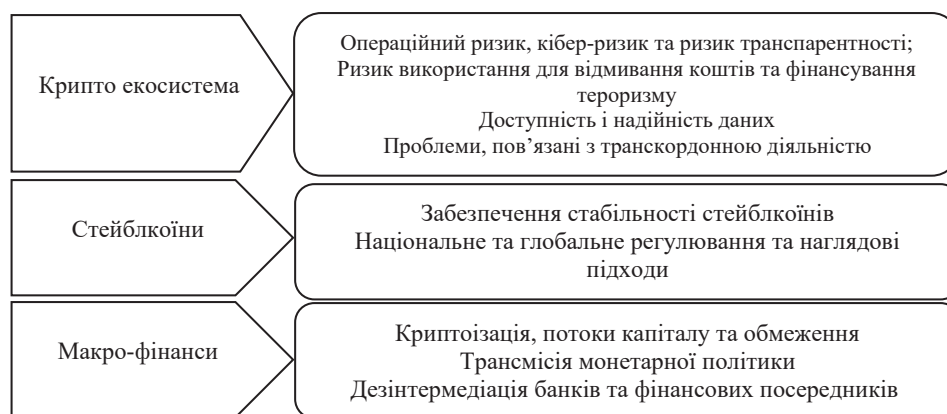 Крипто екосистема
Операційний ризик, кібер-ризик та ризик транспарентності;
Ризик використання для відмивання коштів та фінансування
тероризму
Доступність і надійність даних
Проблеми, пов’язані з транскордонною діяльністю
Стейблкоїни
Забезпечення стабільності стейблкоїнів
Національне та глобальне регулювання та наглядові
підходи
Макро-фінанси
Криптоізація, потоки капіталу та обмеження
Трансмісія монетарної політики
Дезінтермедіація банків та фінансових посередників